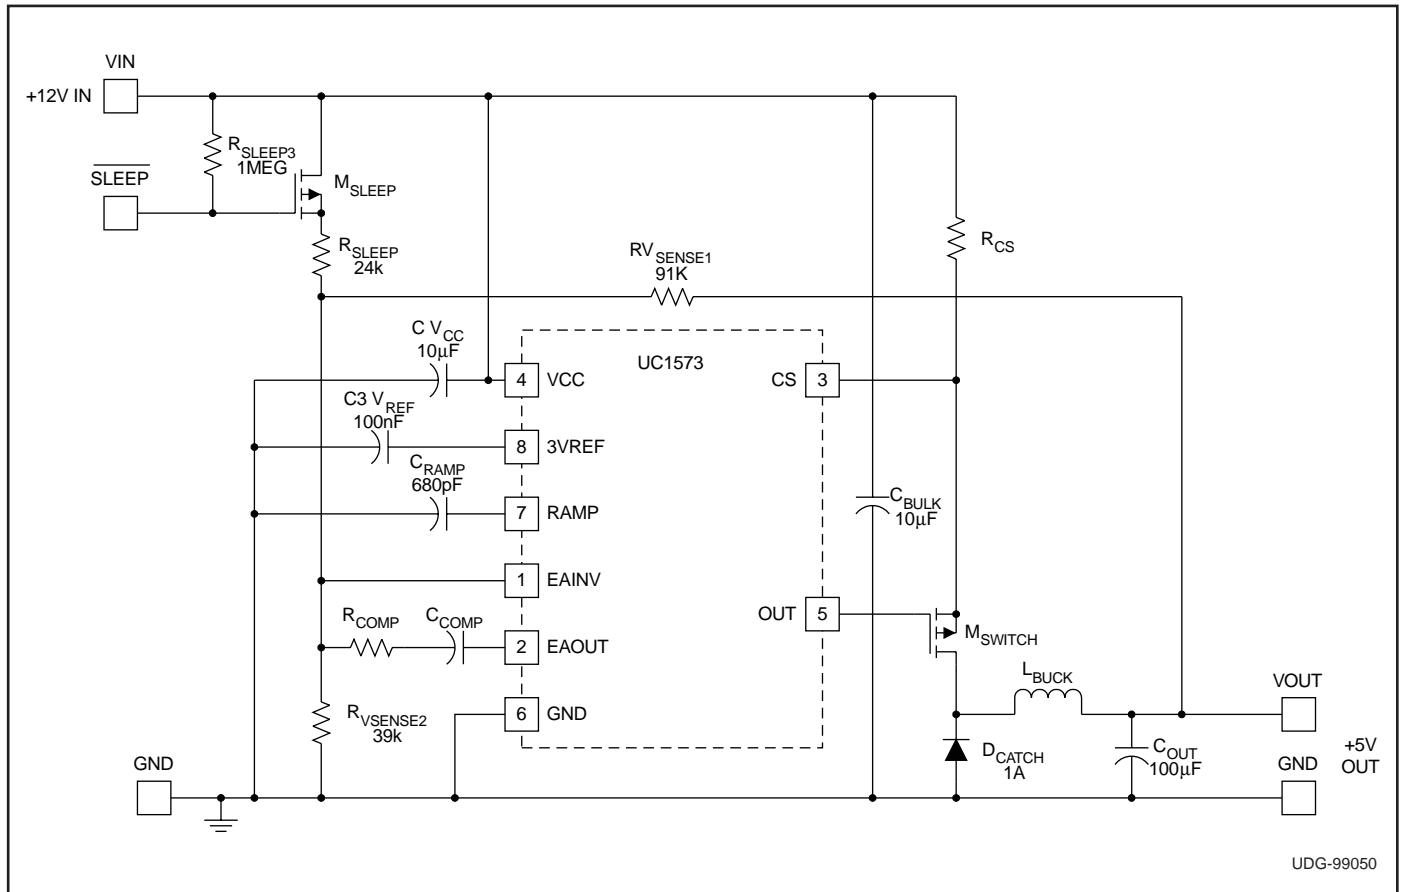 VIN
+12V IN
RSLEEP3
1MEG
SLEEP
MSLEEP
RSLEEP
24k
RVSENSE1
91K
RCS
C VCC
10µF
UC1573
4
VCC
CS
3
C3 VREF
100nF
8
3VREF
CRAMP
680pF
7
RAMP
CBULK
10µF
1
EAINV
OUT
5
RCOMP
CCOMP
2
EAOUT
MSWITCH
LBUCK
VOUT
6
GND
RVSENSE2
39k
DCATCH
1A
COUT
100µF
+5V
OUT
GND
GND
UDG-99050